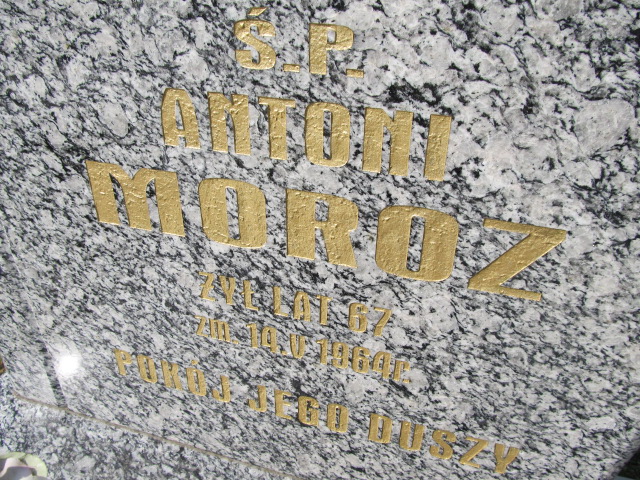 Ś.P.
ANTONI
MOROZ
ŻYŁ LAT 67
zm. 14.V 1964r.
POKÓJ JEGO DUSZY